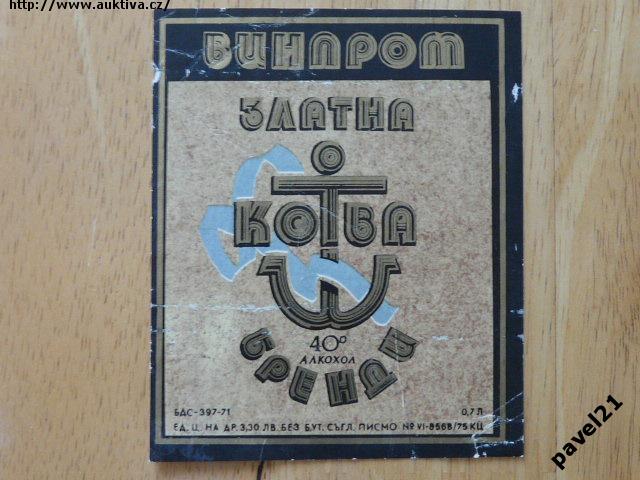 http://www.auktiva.cz/
ВИНПРОМ
ЗЛАТНА
КОТВА
40°
АЛКОХОЛ
БРЕНДИ
БДС-397-71 0,7 Л
ЕД. Ц. НА ДР. 3,30 ЛВ. БЕЗ БУТ. СЪГЛ. ПИСМО № VI-8568/75 КЦ
pavel21